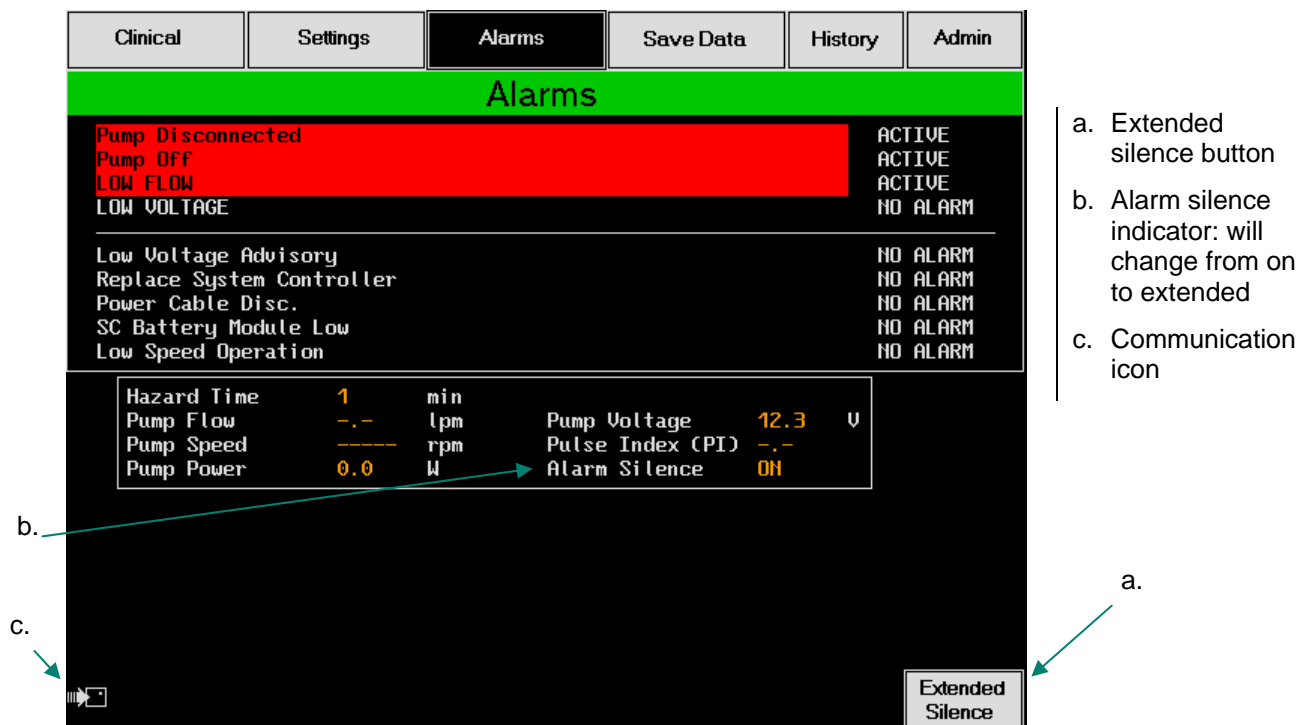 Clinical Settings Alarms Save Data History Admin
Alarms
Pump Disconnected ACTIVE
Pump Off ACTIVE
LOW FLOW ACTIVE
LOW VOLTAGE NO ALARM
Low Voltage Advisory NO ALARM
Replace System Controller NO ALARM
Power Cable Disc. NO ALARM
SC Battery Module Low NO ALARM
Low Speed Operation NO ALARM
Hazard Time 1 min
Pump Flow -.- lpm Pump Voltage 12.3 V
Pump Speed ----- rpm Pulse Index (PI) -.-
Pump Power 0.0 W Alarm Silence ON
b.
c.
a.
Extended
Silence
a. Extended
silence button
b. Alarm silence
indicator: will
change from on
to extended
c. Communication
icon